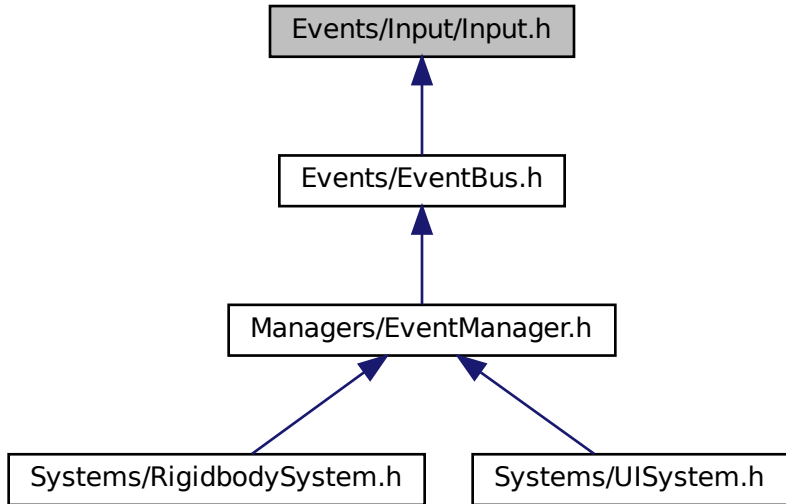 Events/Input/Input.h
Events/EventBus.h
Managers/EventManager.h
Systems/RigidbodySystem.h
Systems/UISystem.h